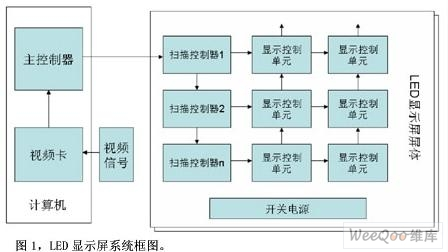 主控制器
视频卡
视频
信号
计算机
扫描控制器1
显示控制
单元
显示控制
单元
扫描控制器2
显示控制
单元
显示控制
单元
扫描控制器n
显示控制
单元
显示控制
单元
开关电源
LED显示屏屏体
WeeQoo维库
图 1，LED 显示屏系统框图。